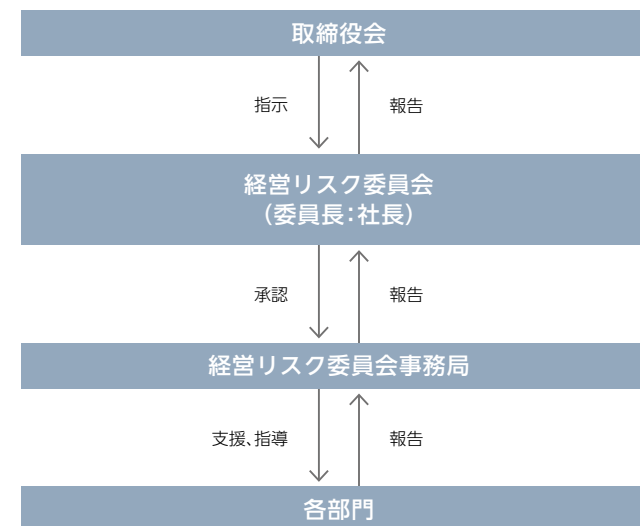 取締役会
指示
報告
経営リスク委員会
（委員長：社長）
承認
報告
経営リスク委員会事務局
支援、指導
報告
各部門